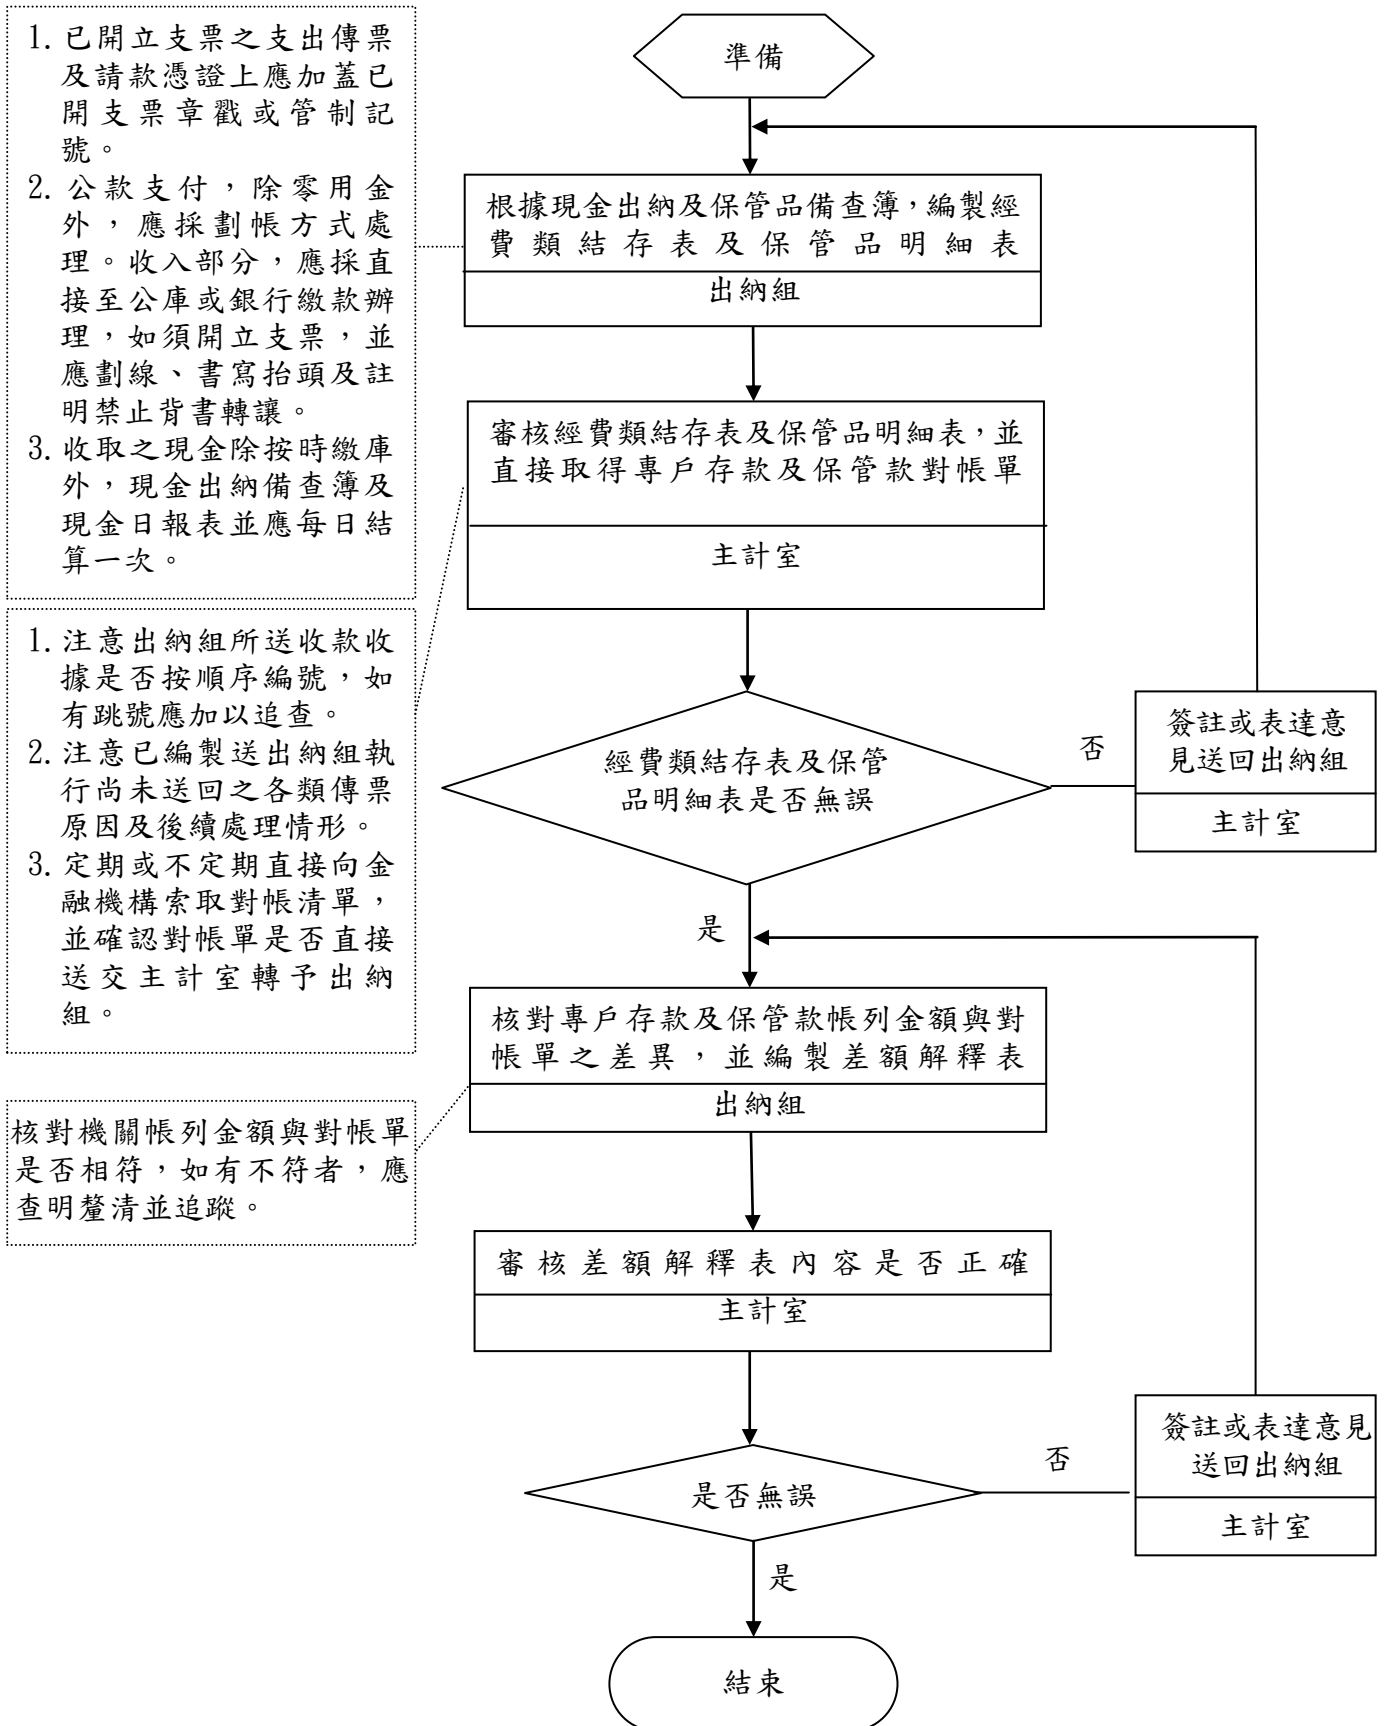 1. 已開立支票之支出傳票
及請款憑證上應加蓋已
開支票章戳或管制記
號。
2. 公款支付，除零用金
外，應採劃帳方式處
理。收入部分，應採直
接至公庫或銀行繳款辦
理，如須開立支票，並
應劃線、書寫抬頭及註
明禁止背書轉讓。
3. 收取之現金除按時繳庫
外，現金出納備查簿及
現金日報表並應每日結
算一次。
1. 注意出納組所送收款收
據是否按順序編號，如
有跳號應加以追查。
2. 注意已編製送出納組執
行尚未送回之各類傳票
原因及後續處理情形。
3. 定期或不定期直接向金
融機構索取對帳清單，
並確認對帳單是否直接
送交主計室轉予出納
組。
核對機關帳列金額與對帳單
是否相符，如有不符者，應
查明釐清並追蹤。
準備
根據現金出納及保管品備查簿，編製經
費類結存表及保管品明細表
出納組
審核經費類結存表及保管品明細表，並
直接取得專戶存款及保管款對帳單
主計室
經費類結存表及保管
品明細表是否無誤
否
簽註或表達意
見送回出納組
主計室
是
核對專戶存款及保管款帳列金額與對
帳單之差異，並編製差額解釋表
出納組
審核差額解釋表內容是否正確
主計室
是否無誤
否
簽註或表達意見
送回出納組
主計室
是
結束